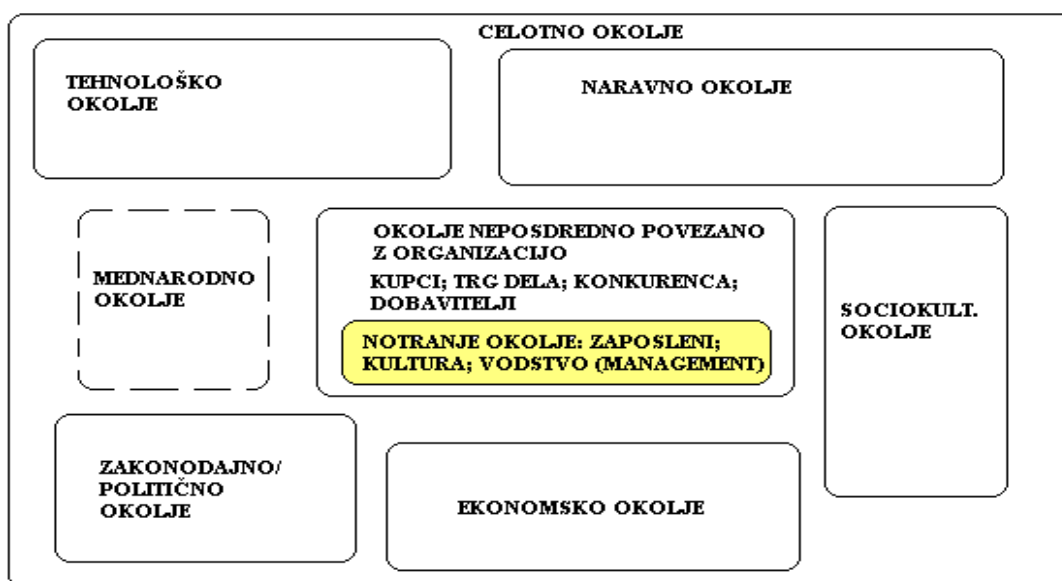 CELOTNO OKOLJE
TEHNOLOŠKO
OKOLJE
NARAVNO OKOLJE
MEDNARODNO
OKOLJE
OKOLJE NEPOSDREDNO POVEZANO
Z ORGANIZACIJO
KUPCI; TRG DELA; KONKURENCA;
DOBAVITELJI
NOTRANJE OKOLJE: ZAPOSLENI;
KULTURA; VODSTVO (MANAGEMENT)
SOCIOKULT.
OKOLJE
ZAKONODAJNO/
POLITIČNO
OKOLJE
EKONOMSKO OKOLJE